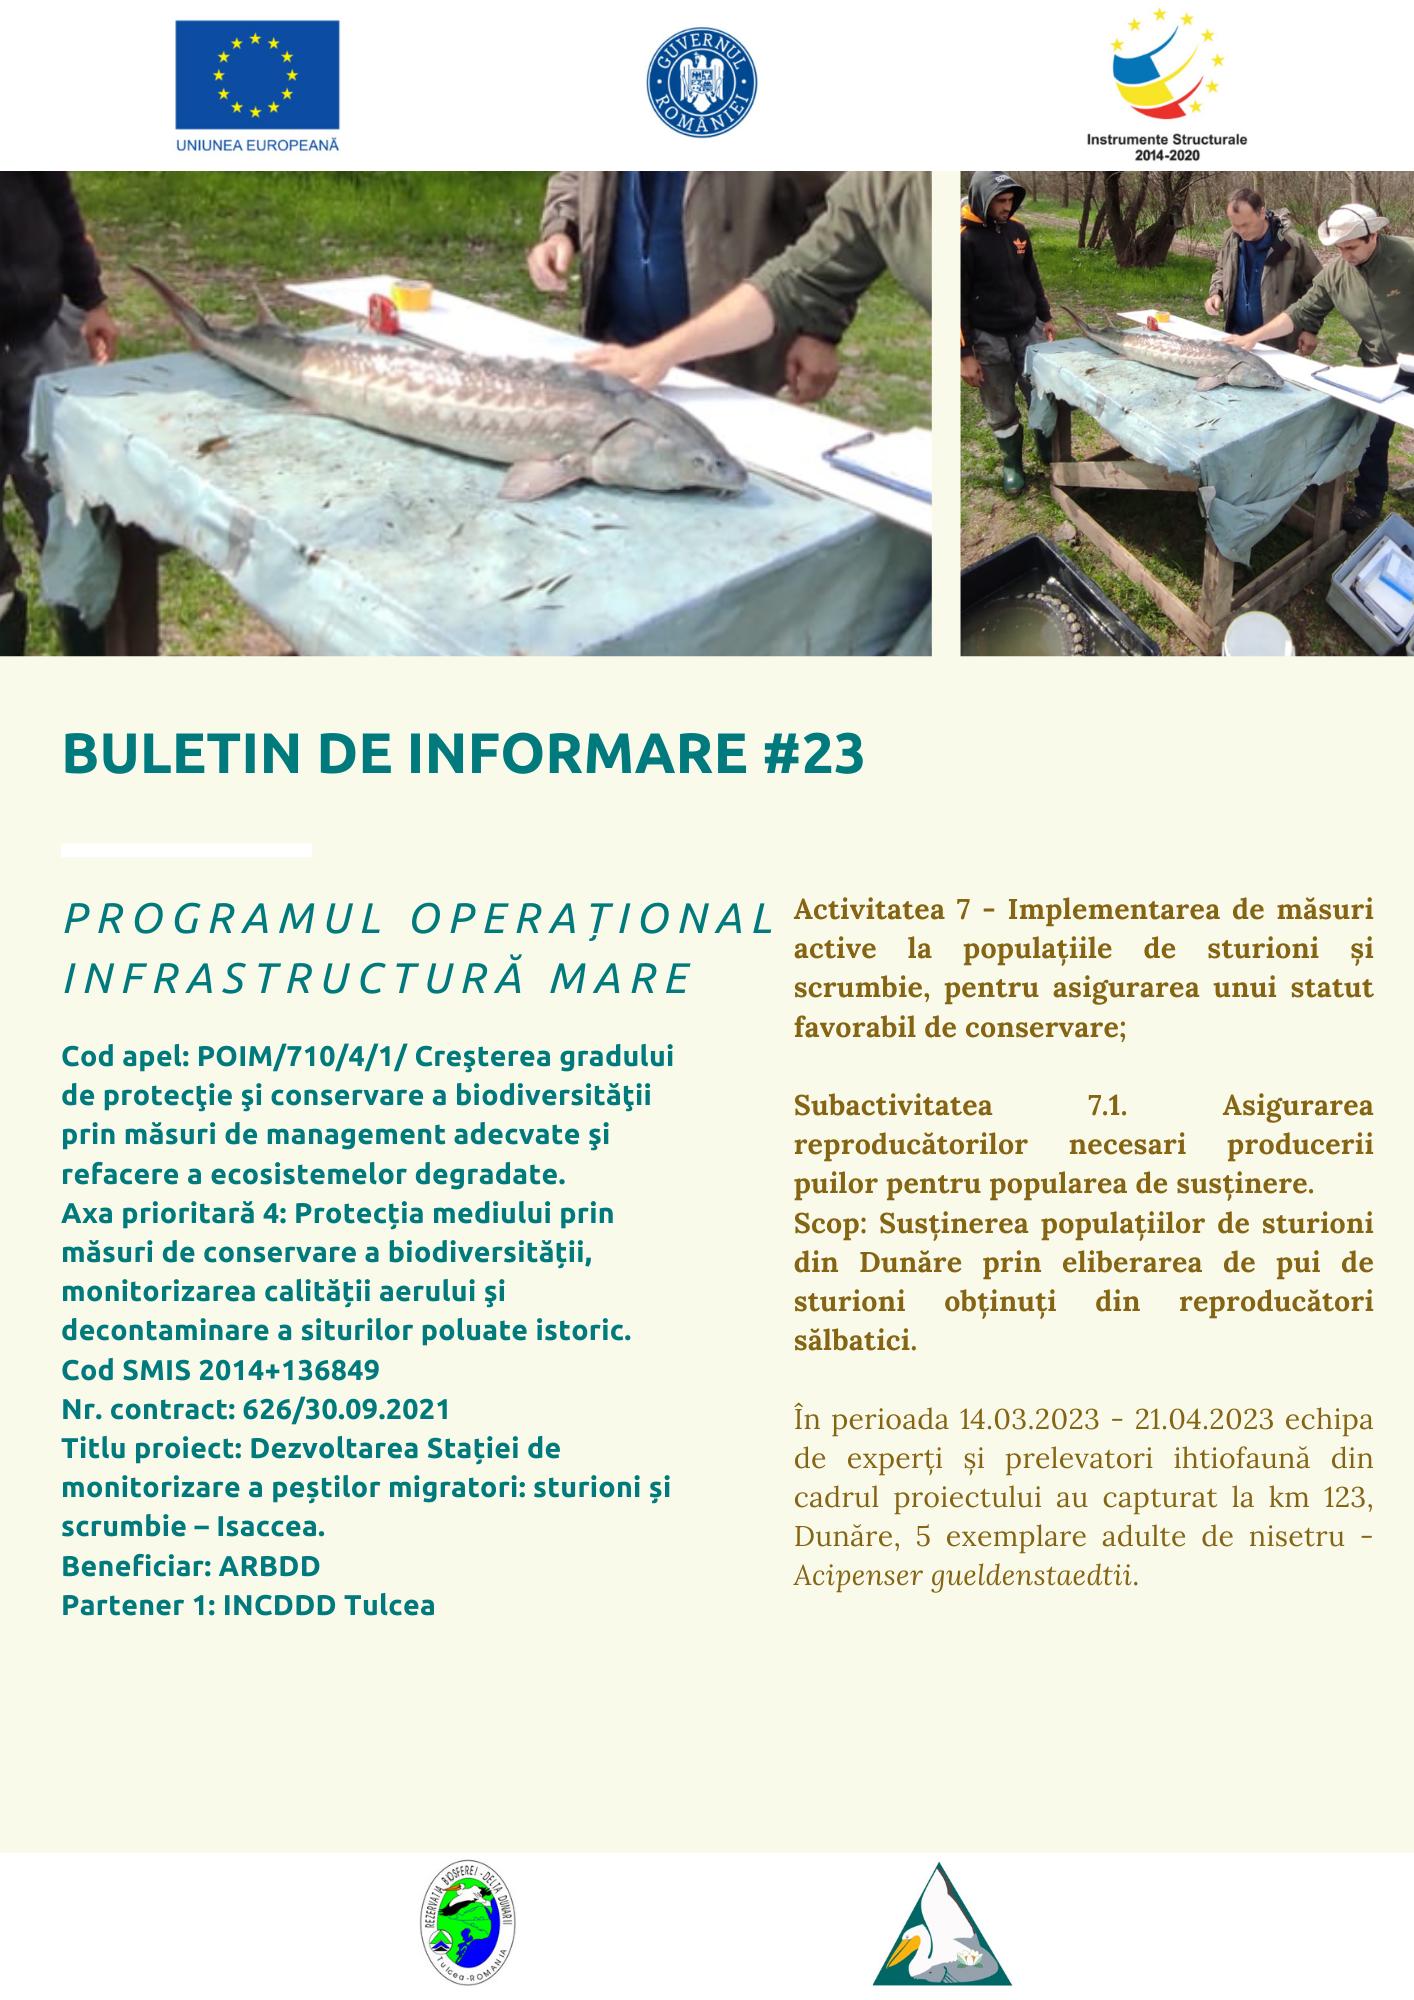 UNIUNEA EUROPEANĂ
GUVERNUL ROMÂNIEI
Instrumente Structurale
2014-2020
BULETIN DE INFORMARE #23
PROGRAMUL OPERAȚIONAL
INFRASTRUCTURĂ MARE
Cod apel: POIM/710/4/1/ Creşterea gradului
de protecţie şi conservare a biodiversităţii
prin măsuri de management adecvate şi
refacere a ecosistemelor degradate.
Axa prioritară 4: Protecția mediului prin
măsuri de conservare a biodiversității,
monitorizarea calității aerului şi
decontaminare a siturilor poluate istoric.
Cod SMIS 2014+136849
Nr. contract: 626/30.09.2021
Titlu proiect: Dezvoltarea Stației de
monitorizare a peștilor migratori: sturioni și
scrumbie – Isaccea.
Beneficiar: ARBDD
Partener 1: INCDDD Tulcea
Activitatea 7 - Implementarea de măsuri
active la populațiile de sturioni și
scrumbie, pentru asigurarea unui statut
favorabil de conservare;
Subactivitatea 7.1. Asigurarea
reproducătorilor necesari producerii
puilor pentru popularea de susținere.
Scop: Susținerea populațiilor de sturioni
din Dunăre prin eliberarea de pui de
sturioni obținuți din reproducători
sălbatici.
În perioada 14.03.2023 - 21.04.2023 echipa
de experți și prelevatori ihtiofaună din
cadrul proiectului au capturat la km 123,
Dunăre, 5 exemplare adulte de nisetru -
Acipenser gueldenstaedtii.
REZERVATIA BIOSFEREI - DELTA DUNARII
Tulcea-ROMANIA